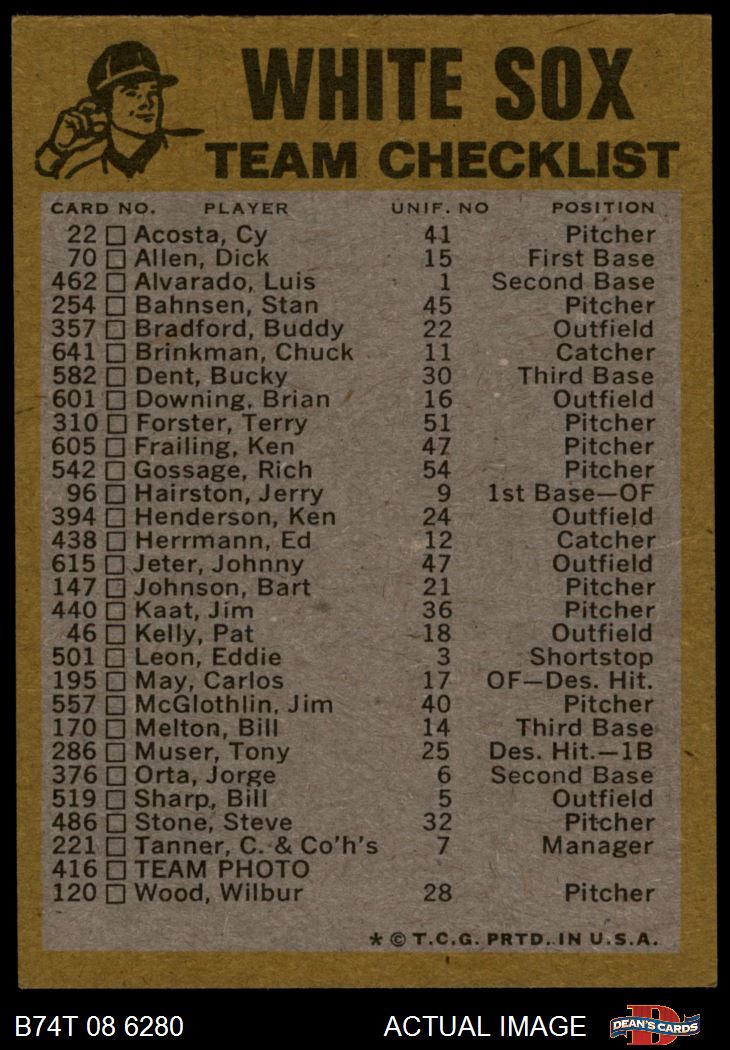 WHITE SOX
TEAM CHECKLIST
CARD NO. PLAYER UNIF. NO POSITION
22 Acosta, Cy 41 Pitcher
70 Allen, Dick 15 First Base
462 Alvarado, Luis 1 Second Base
254 Bahnsen, Stan 45 Pitcher
357 Bradford, Buddy 22 Outfield
641 Brinkman, Chuck 11 Catcher
582 Dent, Bucky 30 Third Base
601 Downing, Brian 16 Outfield
310 Forster, Terry 51 Pitcher
605 Frailing, Ken 47 Pitcher
542 Gossage, Rich 54 Pitcher
96 Hairston, Jerry 9 1st Base—OF
394 Henderson, Ken 24 Outfield
438 Herrmann, Ed 12 Catcher
615 Jeter, Johnny 47 Outfield
147 Johnson, Bart 21 Pitcher
440 Kaat, Jim 36 Pitcher
46 Kelly, Pat 18 Outfield
501 Leon, Eddie 3 Shortstop
195 May, Carlos 17 OF—Des. Hit.
557 McGlothlin, Jim 40 Pitcher
170 Melton, Bill 14 Third Base
286 Muser, Tony 25 Des. Hit.—1B
376 Orta, Jorge 6 Second Base
519 Sharp, Bill 5 Outfield
486 Stone, Steve 32 Pitcher
221 Tanner, C. & Co'h's 7 Manager
416 TEAM PHOTO
120 Wood, Wilbur 28 Pitcher
* © T.C.G. PRTD. IN U.S.A.
B74T 08 6280 ACTUAL IMAGE DEAN'S CARDS